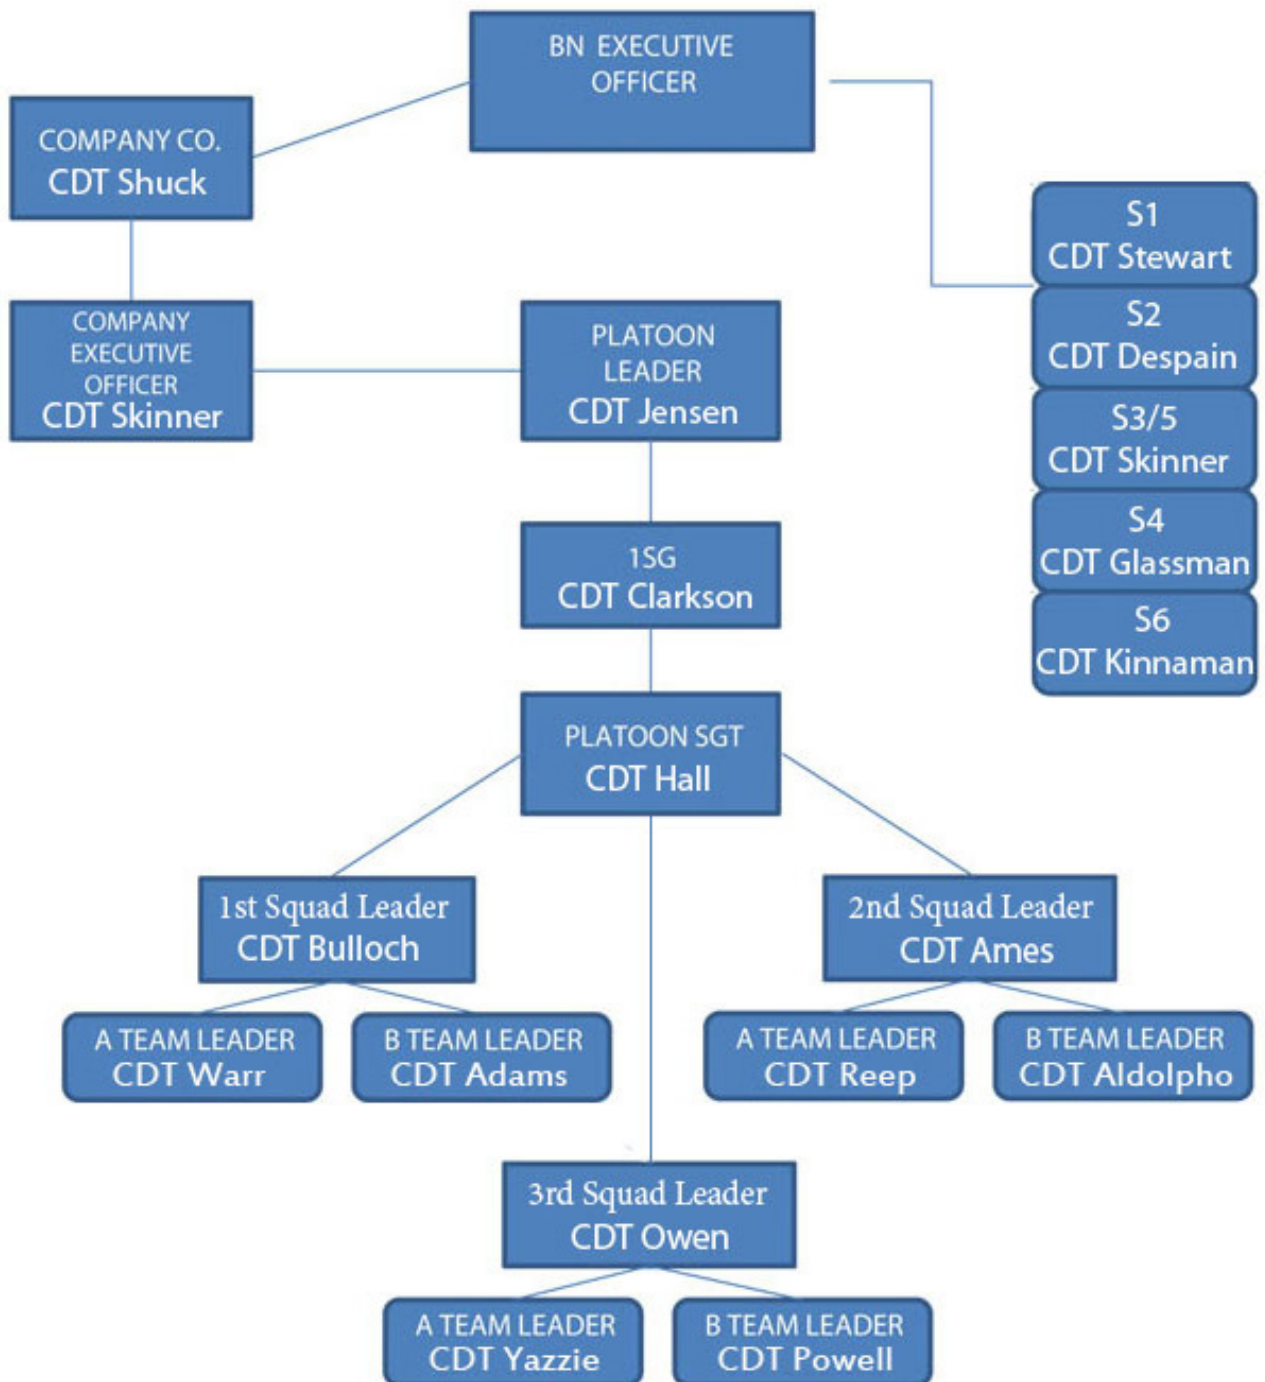 BN EXECUTIVE
OFFICER
COMPANY CO.
CDT Shuck
COMPANY
EXECUTIVE
OFFICER
CDT Skinner
PLATOON
LEADER
CDT Jensen
S1
CDT Stewart
S2
CDT Despain
S3/5
CDT Skinner
S4
CDT Glassman
S6
CDT Kinnaman
1SG
CDT Clarkson
PLATOON SGT
CDT Hall
1st Squad Leader
CDT Bulloch
2nd Squad Leader
CDT Ames
A TEAM LEADER
CDT Warr
B TEAM LEADER
CDT Adams
A TEAM LEADER
CDT Reep
B TEAM LEADER
CDT Aldolpho
3rd Squad Leader
CDT Owen
A TEAM LEADER
CDT Yazzie
B TEAM LEADER
CDT Powell